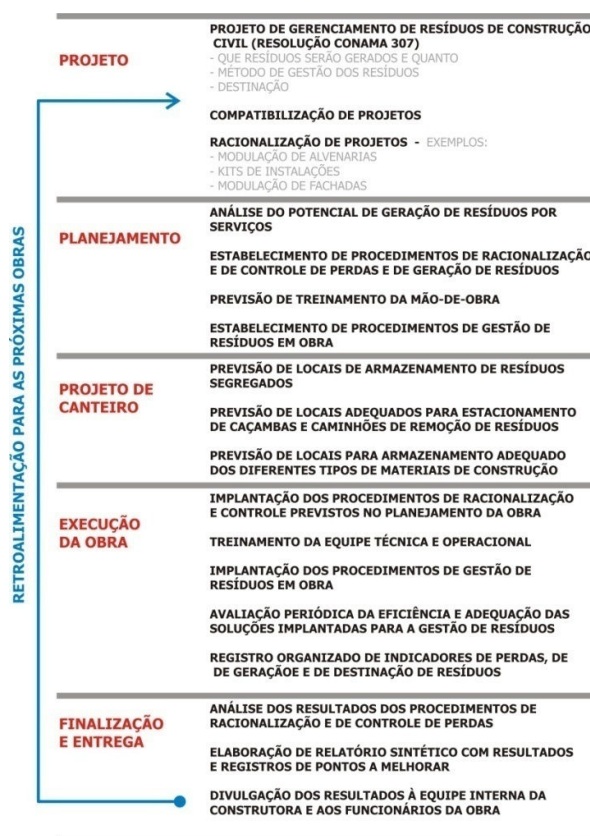 PROJETO
PROJETO DE GERENCIAMENTO DE RESÍDUOS DE CONSTRUÇÃO
CIVIL (RESOLUÇÃO CONAMA 307)
- QUE RESÍDUOS SERÃO GERADOS E QUANTO
- MÉTODO DE GESTÃO DOS RESÍDUOS
- DESTINAÇÃO
COMPATIBILIZAÇÃO DE PROJETOS
RACIONALIZAÇÃO DE PROJETOS - EXEMPLOS:
- MODULAÇÃO DE ALVENARIAS
- KITS DE INSTALAÇÕES
- MODULAÇÃO DE FACHADAS
PLANEJAMENTO
ANÁLISE DO POTENCIAL DE GERAÇÃO DE RESÍDUOS POR
SERVIÇOS
ESTABELECIMENTO DE PROCEDIMENTOS DE RACIONALIZAÇÃO
E DE CONTROLE DE PERDAS E DE GERAÇÃO DE RESÍDUOS
PREVISÃO DE TREINAMENTO DA MÃO-DE-OBRA
ESTABELECIMENTO DE PROCEDIMENTOS DE GESTÃO DE
RESÍDUOS EM OBRA
PROJETO DE
CANTEIRO
PREVISÃO DE LOCAIS DE ARMAZENAMENTO DE RESÍDUOS
SEGREGADOS
PREVISÃO DE LOCAIS ADEQUADOS PARA ESTACIONAMENTO
DE CAÇAMBAS E CAMINHÕES DE REMOÇÃO DE RESÍDUOS
PREVISÃO DE LOCAIS PARA ARMAZENAMENTO ADEQUADO
DOS DIFERENTES TIPOS DE MATERIAIS DE CONSTRUÇÃO
EXECUÇÃO
DA OBRA
IMPLANTAÇÃO DOS PROCEDIMENTOS DE RACIONALIZAÇÃO
E CONTROLE PREVISTOS NO PLANEJAMENTO DA OBRA
TREINAMENTO DA EQUIPE TÉCNICA E OPERACIONAL
IMPLANTAÇÃO DOS PROCEDIMENTOS DE GESTÃO DE
RESÍDUOS EM OBRA
AVALIAÇÃO PERIÓDICA DA EFICIÊNCIA E ADEQUAÇÃO DAS
SOLUÇÕES IMPLANTADAS PARA A GESTÃO DE RESÍDUOS
REGISTRO ORGANIZADO DE INDICADORES DE PERDAS, DE
DE GERAÇÃOE E DE DESTINAÇÃO DE RESÍDUOS
FINALIZAÇÃO
E ENTREGA
ANÁLISE DOS RESULTADOS DOS PROCEDIMENTOS DE
RACIONALIZAÇÃO E DE CONTROLE DE PERDAS
ELABORAÇÃO DE RELATÓRIO SINTÉTICO COM RESULTADOS
E REGISTROS DE PONTOS A MELHORAR
DIVULGAÇÃO DOS RESULTADOS À EQUIPE INTERNA DA
CONSTRUTORA E AOS FUNCIONÁRIOS DA OBRA
RETROALIMENTAÇÃO PARA AS PRÓXIMAS OBRAS